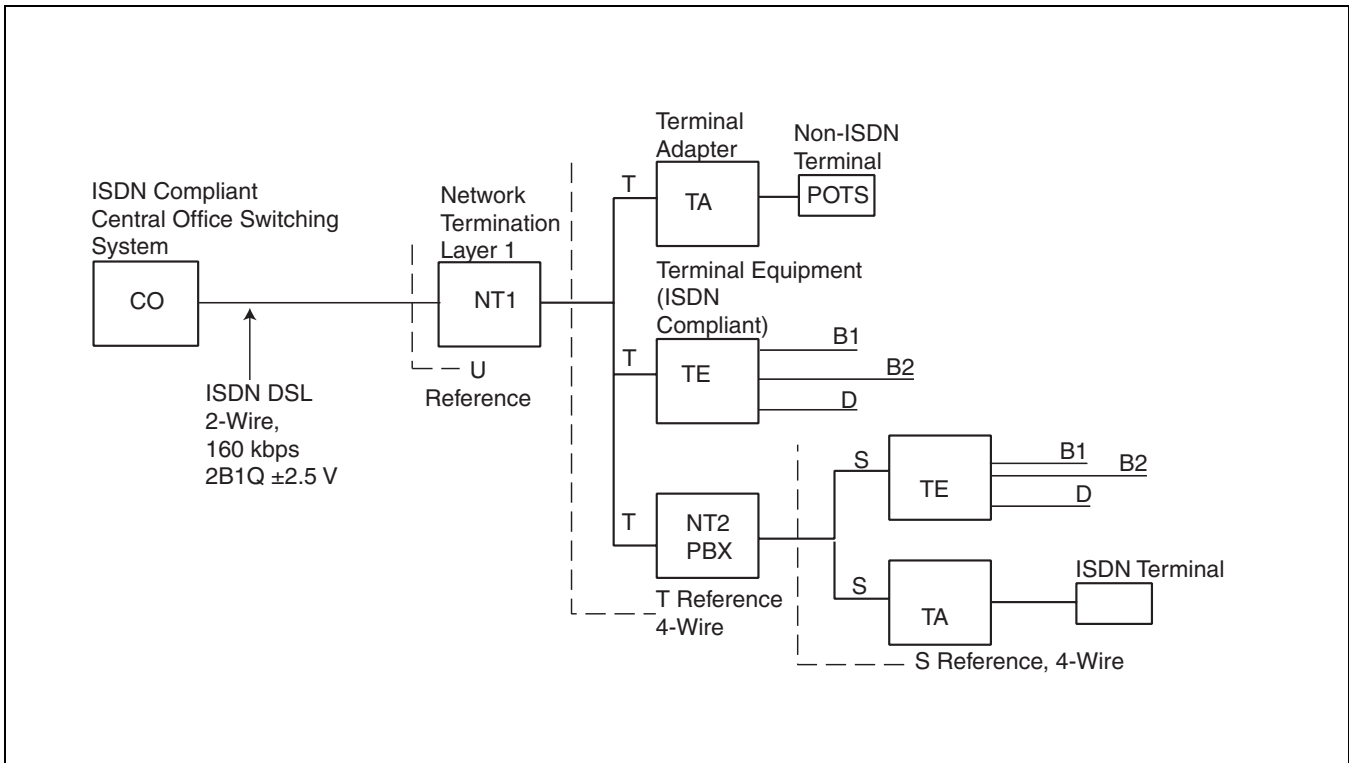 ISDN Compliant
Central Office Switching
System
CO
ISDN DSL
2-Wire,
160 kbps
2B1Q ±2.5 V
Network
Termination
Layer 1
NT1
U
Reference
Terminal
Adapter
T
TA
Non-ISDN
Terminal
POTS
Terminal Equipment
(ISDN
Compliant)
T
TE
B1
B2
D
T
NT2
PBX
T Reference
4-Wire
S
TE
B1
B2
D
S
TA
ISDN Terminal
S Reference, 4-Wire